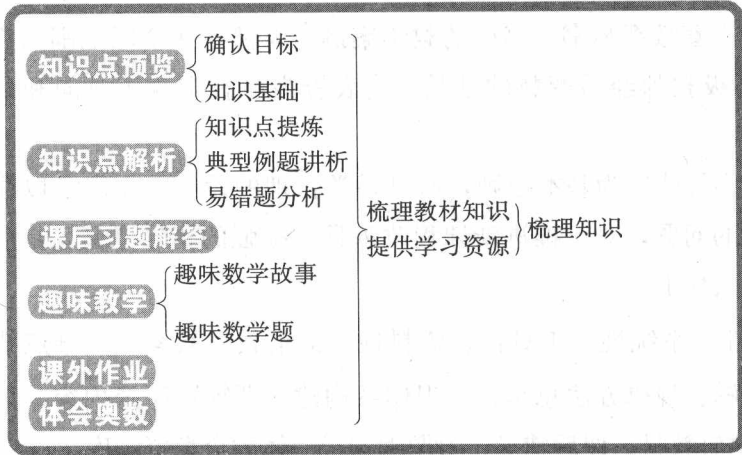 知识点预览
确认目标
知识基础
知识点解析
知识点提炼
典型例题讲析
易错题分析
课后习题解答
趣味教学
趣味数学故事
趣味数学题
课外作业
体会奥数
梳理教材知识
提供学习资源
梳理知识